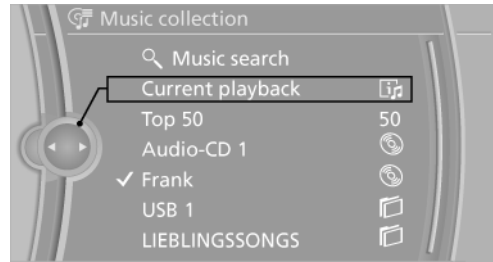 Music collection
Music search
Current playback
Top 50 50
Audio-CD 1
Frank
USB 1
LIEBLINGSSONGS